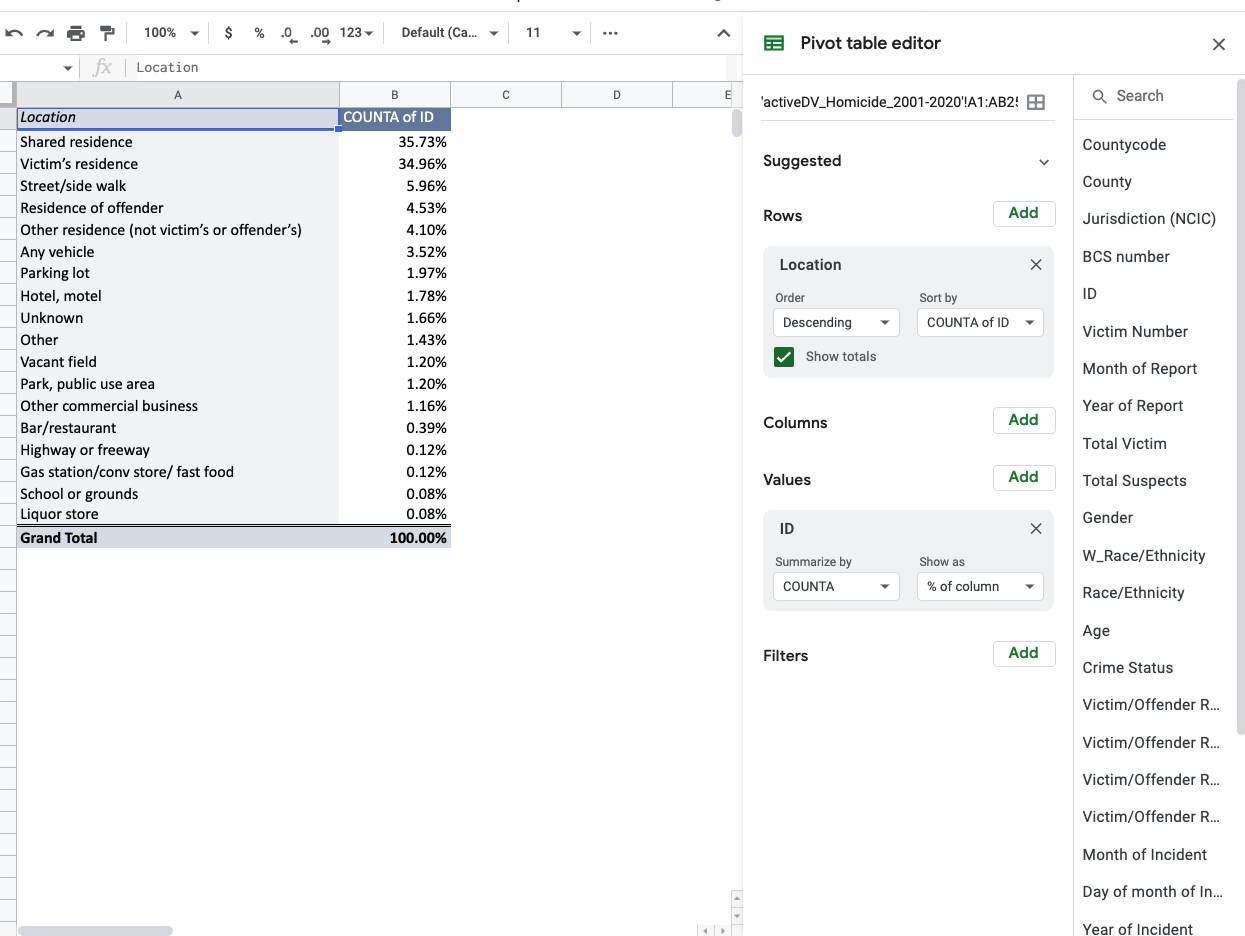 100% $ % .0 .00 123 Default (Ca... 11
fx Location
A B C D E
Location COUNTA of ID
Shared residence 35.73%
Victim’s residence 34.96%
Street/side walk 5.96%
Residence of offender 4.53%
Other residence (not victim’s or offender’s) 4.10%
Any vehicle 3.52%
Parking lot 1.97%
Hotel, motel 1.78%
Unknown 1.66%
Other 1.43%
Vacant field 1.20%
Park, public use area 1.20%
Other commercial business 1.16%
Bar/restaurant 0.39%
Highway or freeway 0.12%
Gas station/conv store/ fast food 0.12%
School or grounds 0.08%
Liquor store 0.08%
Grand Total 100.00%
Pivot table editor
'activeDV_Homicide_2001-2020'!A1:AB25
Suggested
Rows Add
Location
Order Sort by
Descending COUNTA of ID
Show totals
Columns Add
Values Add
ID
Summarize by Show as
COUNTA % of column
Filters Add
Search
Countycode
County
Jurisdiction (NCIC)
BCS number
ID
Victim Number
Month of Report
Year of Report
Total Victim
Total Suspects
Gender
W_Race/Ethnicity
Race/Ethnicity
Age
Crime Status
Victim/Offender R...
Victim/Offender R...
Victim/Offender R...
Victim/Offender R...
Month of Incident
Day of month of In...
Year of Incident